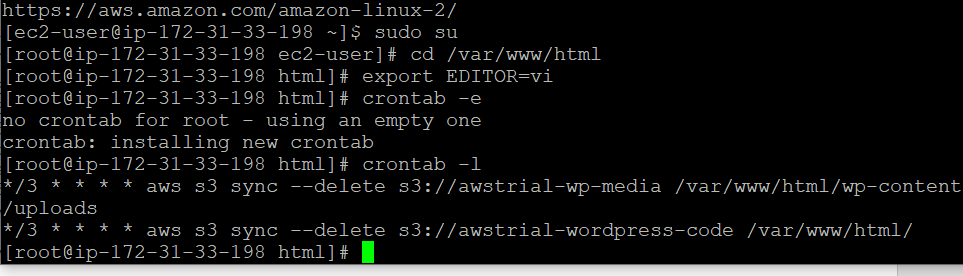 https://aws.amazon.com/amazon-linux-2/
[ec2-user@ip-172-31-33-198 ~]$ sudo su
[root@ip-172-31-33-198 ec2-user]# cd /var/www/html
[root@ip-172-31-33-198 html]# export EDITOR=vi
[root@ip-172-31-33-198 html]# crontab -e
no crontab for root - using an empty one
crontab: installing new crontab
[root@ip-172-31-33-198 html]# crontab -l
*/3 * * * * aws s3 sync --delete s3://awstrial-wp-media /var/www/html/wp-content
/uploads
*/3 * * * * aws s3 sync --delete s3://awstrial-wordpress-code /var/www/html/
[root@ip-172-31-33-198 html]#